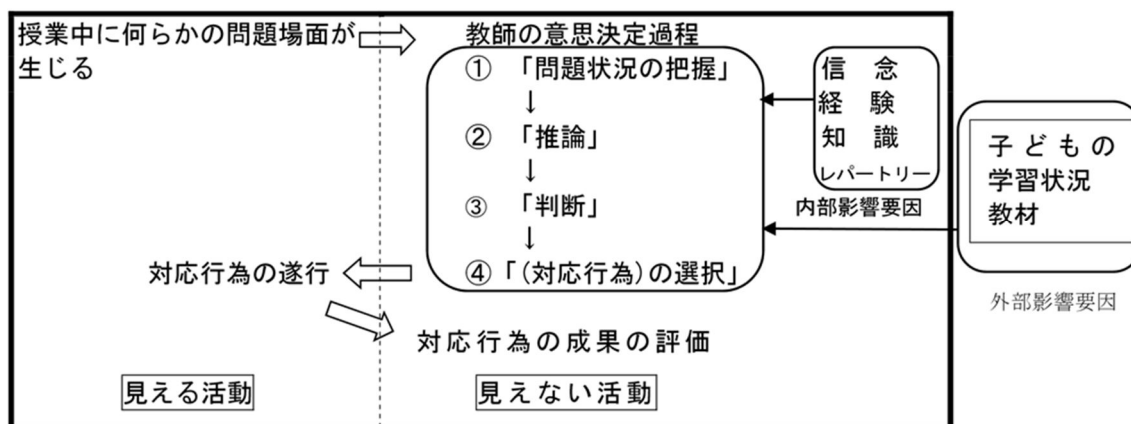 授業中に何らかの問題場面が
生じる
教師の意思決定過程
① 「問題状況の把握」
↓
② 「推論」
↓
③ 「判断」
↓
④「(対応行為)の選択」
信 念
経 験
知 識
レパートリー
内部影響要因
子どもの
学習状況
教材
外部影響要因
対応行為の遂行
対応行為の成果の評価
見える活動
見えない活動